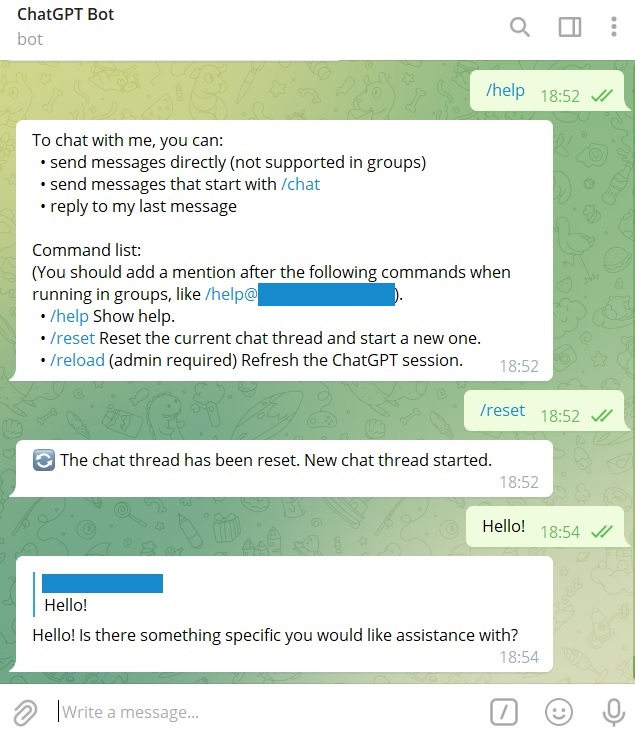 ChatGPT Bot
bot
/help 18:52
To chat with me, you can:
• send messages directly (not supported in groups)
• send messages that start with /chat
• reply to my last message
Command list:
(You should add a mention after the following commands when
running in groups, like /help@ ).
• /help Show help.
• /reset Reset the current chat thread and start a new one.
• /reload (admin required) Refresh the ChatGPT session.
18:52
/reset 18:52
The chat thread has been reset. New chat thread started.
18:52
Hello! 18:54
Hello!
Hello! Is there something specific you would like assistance with?
18:54
Write a message...